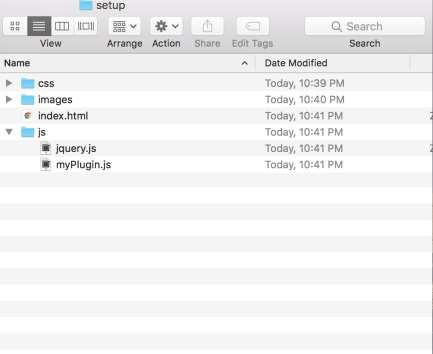 setup
View Arrange Action Share Edit Tags Search
Search
Name Date Modified
css Today, 10:39 PM
images Today, 10:40 PM
index.html Today, 10:41 PM
js Today, 10:41 PM
jquery.js Today, 10:41 PM
myPlugin.js Today, 10:41 PM